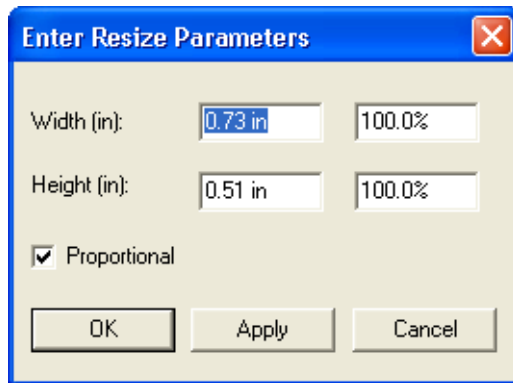 Enter Resize Parameters
Width (in): 0.73 in 100.0%
Height (in): 0.51 in 100.0%
Proportional
OK Apply Cancel